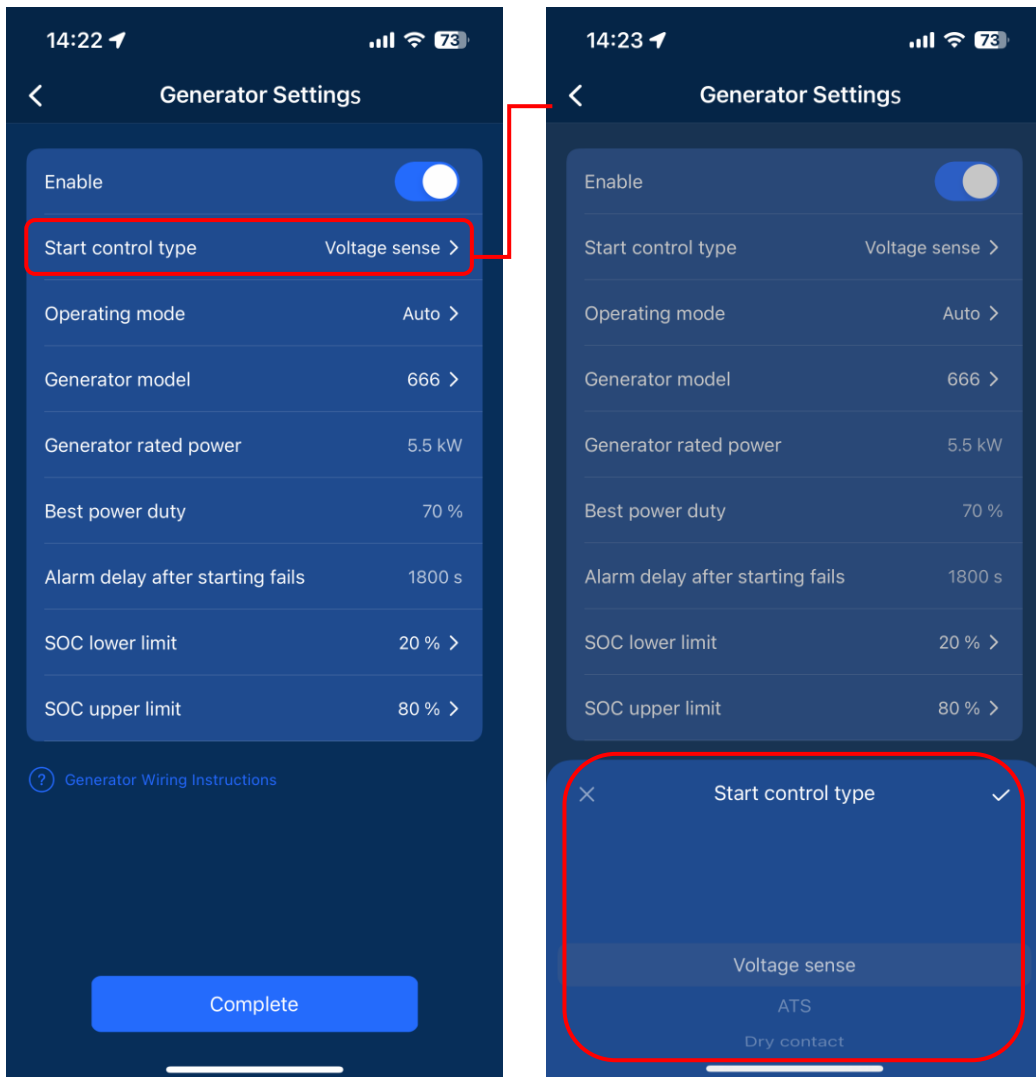 14:22 73
Generator Settings
Enable
Start control type Voltage sense
Operating mode Auto
Generator model 666
Generator rated power 5.5 kW
Best power duty 70 %
Alarm delay after starting fails 1800 s
SOC lower limit 20 %
SOC upper limit 80 %
? Generator Wiring Instructions
Complete
14:23 73
Generator Settings
Enable
Start control type Voltage sense
Operating mode Auto
Generator model 666
Generator rated power 5.5 kW
Best power duty 70 %
Alarm delay after starting fails 1800 s
SOC lower limit 20 %
SOC upper limit 80 %
Start control type
Voltage sense
ATS
Dry contact